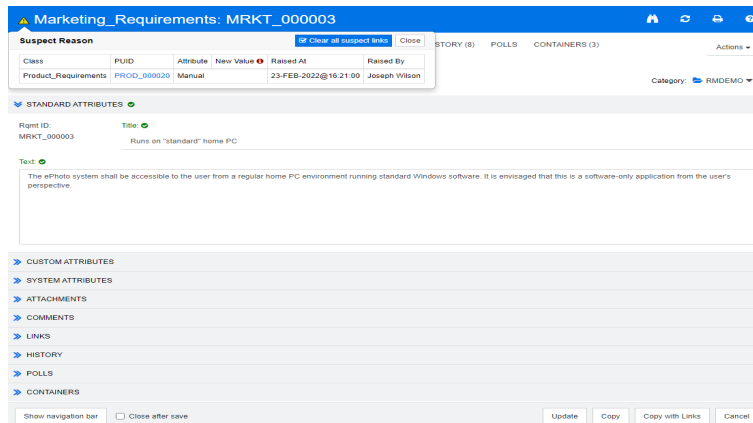 Marketing_Requirements: MRKT_000003
Suspect Reason
Clear all suspect links Close
STORY (8) POLLS CONTAINERS (3)
Actions
Class PUID Attribute New Value Raised At Raised By
Product_Requirements PROD_000020 Manual 23-FEB-2022@16:21:00 Joseph Wilson
Category: RMDEMO
STANDARD ATTRIBUTES
Rqmt ID: Title:
MRKT_000003 Runs on "standard" home PC
Text:
The ePhoto system shall be accessible to the user from a regular home PC environment running standard Windows software. It is envisaged that this is a software-only application from the user's
perspective.
CUSTOM ATTRIBUTES
SYSTEM ATTRIBUTES
ATTACHMENTS
COMMENTS
LINKS
HISTORY
POLLS
CONTAINERS
Show navigation bar Close after save Update Copy Copy with Links Cancel